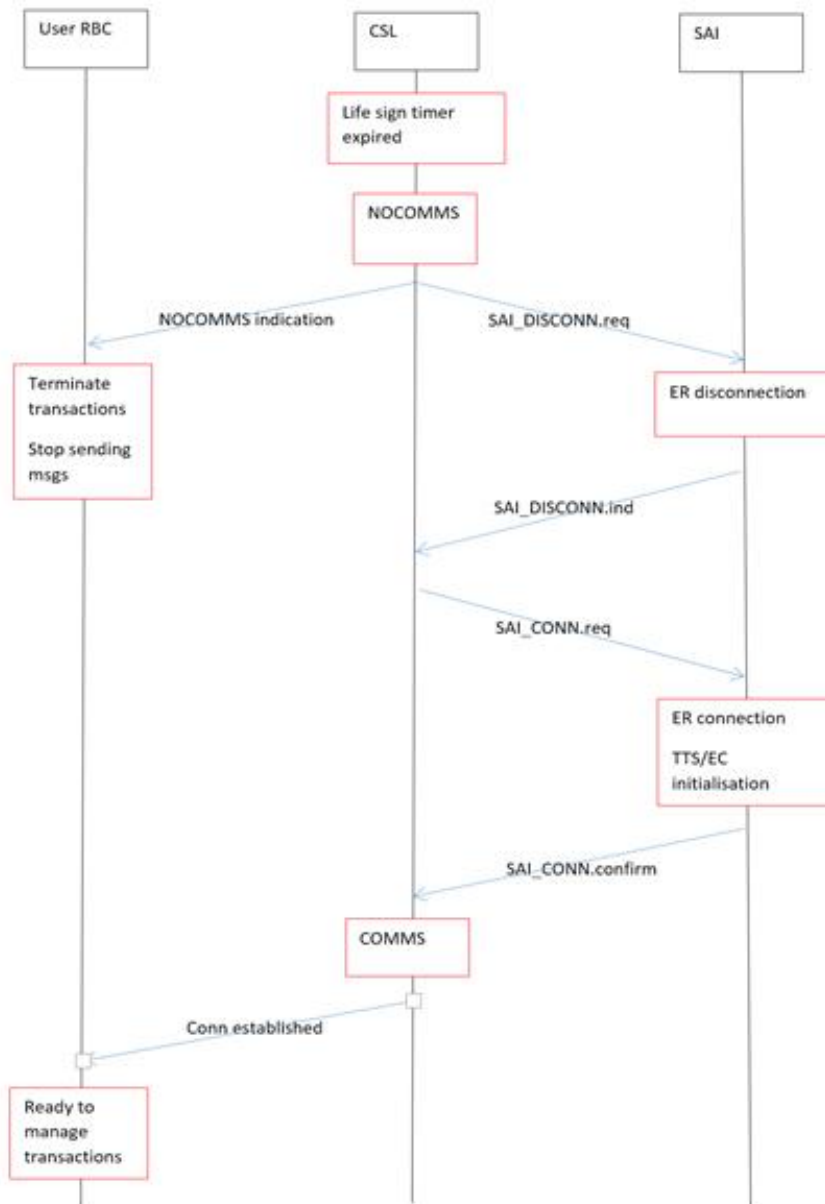 User RBC
CSL
SAI
Life sign timer
expired
NOCOMMS
NOCOMMS indication
SAI_DISCONN.req
Terminate
transactions
Stop sending
msgs
ER disconnection
SAI_DISCONN.ind
SAI_CONN.req
ER connection
TTS/EC
initialisation
SAI_CONN.confirm
COMMS
Conn established
Ready to
manage
transactions